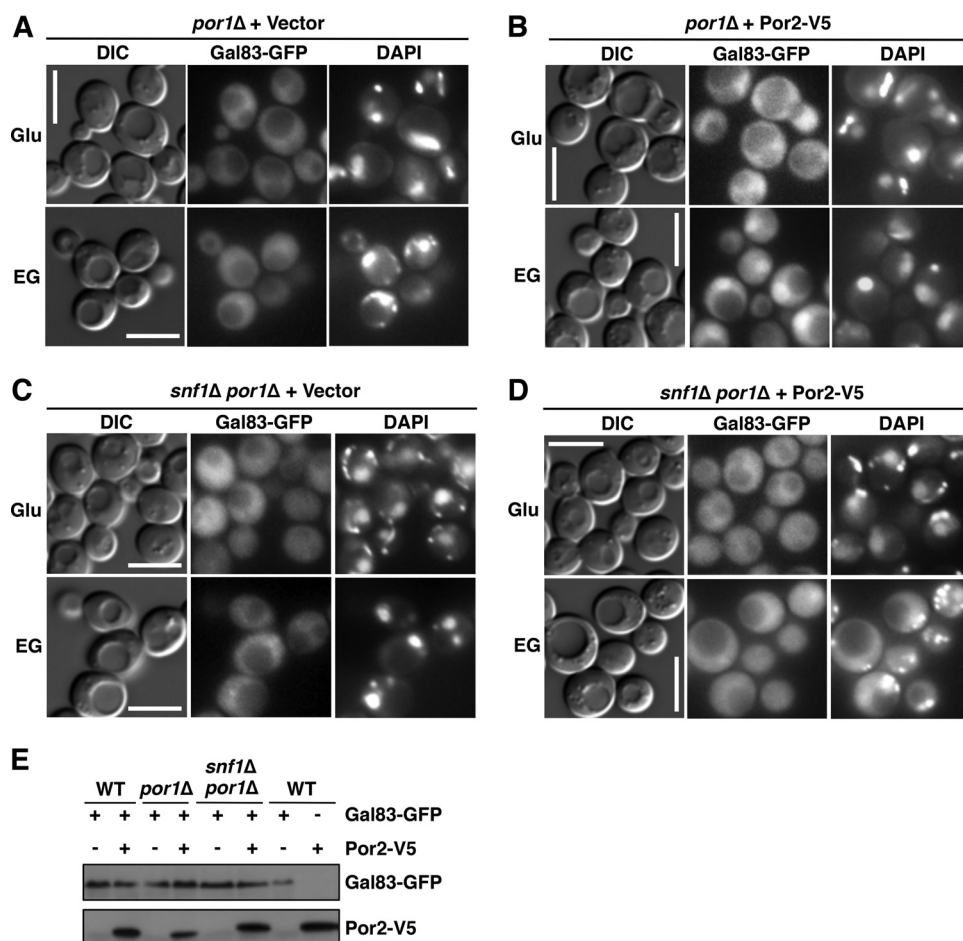 A
por1Δ + Vector
DIC Gal83-GFP DAPI
Glu
EG
B
por1Δ + Por2-V5
DIC Gal83-GFP DAPI
Glu
EG
C
snf1Δ por1Δ + Vector
DIC Gal83-GFP DAPI
Glu
EG
D
snf1Δ por1Δ + Por2-V5
DIC Gal83-GFP DAPI
Glu
EG
E
snf1Δ
WT por1Δ por1Δ WT
+ + + + + + + - Gal83-GFP
- + - + - + - + Por2-V5
Gal83-GFP
Por2-V5